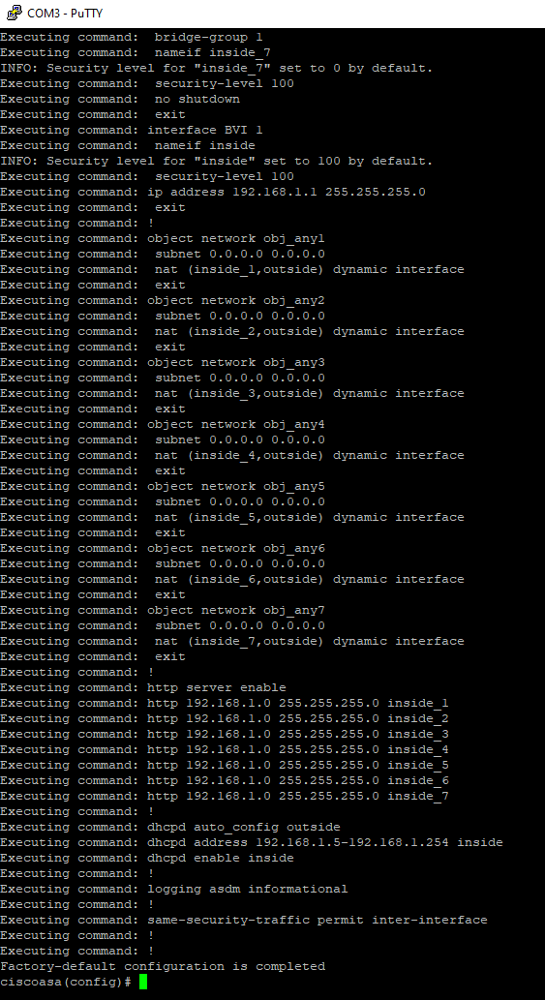 COM3 - PuTTY
Executing command:  bridge-group 1
Executing command:  nameif inside_7
INFO: Security level for "inside_7" set to 0 by default.
Executing command:  security-level 100
Executing command:  no shutdown
Executing command:  exit
Executing command: interface BVI 1
Executing command:  nameif inside
INFO: Security level for "inside" set to 100 by default.
Executing command:  security-level 100
Executing command: ip address 192.168.1.1 255.255.255.0
Executing command:  exit
Executing command: !
Executing command: object network obj_any1
Executing command:  subnet 0.0.0.0 0.0.0.0
Executing command:  nat (inside_1,outside) dynamic interface
Executing command:  exit
Executing command: object network obj_any2
Executing command:  subnet 0.0.0.0 0.0.0.0
Executing command:  nat (inside_2,outside) dynamic interface
Executing command:  exit
Executing command: object network obj_any3
Executing command:  subnet 0.0.0.0 0.0.0.0
Executing command:  nat (inside_3,outside) dynamic interface
Executing command:  exit
Executing command: object network obj_any4
Executing command:  subnet 0.0.0.0 0.0.0.0
Executing command:  nat (inside_4,outside) dynamic interface
Executing command:  exit
Executing command: object network obj_any5
Executing command:  subnet 0.0.0.0 0.0.0.0
Executing command:  nat (inside_5,outside) dynamic interface
Executing command:  exit
Executing command: object network obj_any6
Executing command:  subnet 0.0.0.0 0.0.0.0
Executing command:  nat (inside_6,outside) dynamic interface
Executing command:  exit
Executing command: object network obj_any7
Executing command:  subnet 0.0.0.0 0.0.0.0
Executing command:  nat (inside_7,outside) dynamic interface
Executing command:  exit
Executing command: !
Executing command: http server enable
Executing command: http 192.168.1.0 255.255.255.0 inside_1
Executing command: http 192.168.1.0 255.255.255.0 inside_2
Executing command: http 192.168.1.0 255.255.255.0 inside_3
Executing command: http 192.168.1.0 255.255.255.0 inside_4
Executing command: http 192.168.1.0 255.255.255.0 inside_5
Executing command: http 192.168.1.0 255.255.255.0 inside_6
Executing command: http 192.168.1.0 255.255.255.0 inside_7
Executing command: !
Executing command: dhcpd auto_config outside
Executing command: dhcpd address 192.168.1.5-192.168.1.254 inside
Executing command: dhcpd enable inside
Executing command: !
Executing command: logging asdm informational
Executing command: !
Executing command: same-security-traffic permit inter-interface
Executing command: !
Executing command: !
Factory-default configuration is completed
ciscoasa(config)#